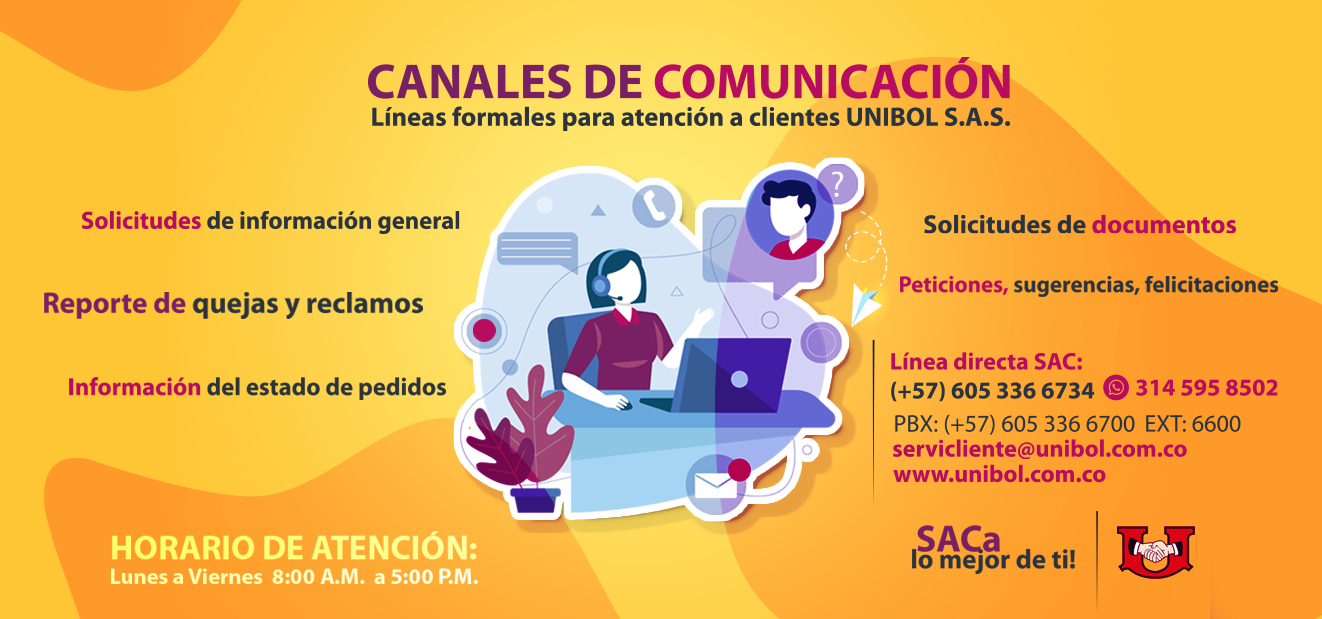 CANALES DE COMUNICACIÓN
Líneas formales para atención a clientes UNIBOL S.A.S.
Solicitudes de información general
Reporte de quejas y reclamos
Información del estado de pedidos
?
Solicitudes de documentos
Peticiones, sugerencias, felicitaciones
Línea directa SAC:
(+57) 605 336 6734 314 595 8502
PBX: (+57) 605 336 6700 EXT: 6600
servicliente@unibol.com.co
www.unibol.com.co
HORARIO DE ATENCIÓN:
Lunes a Viernes 8:00 A.M. a 5:00 P.M.
SACa
lo mejor de ti!
U